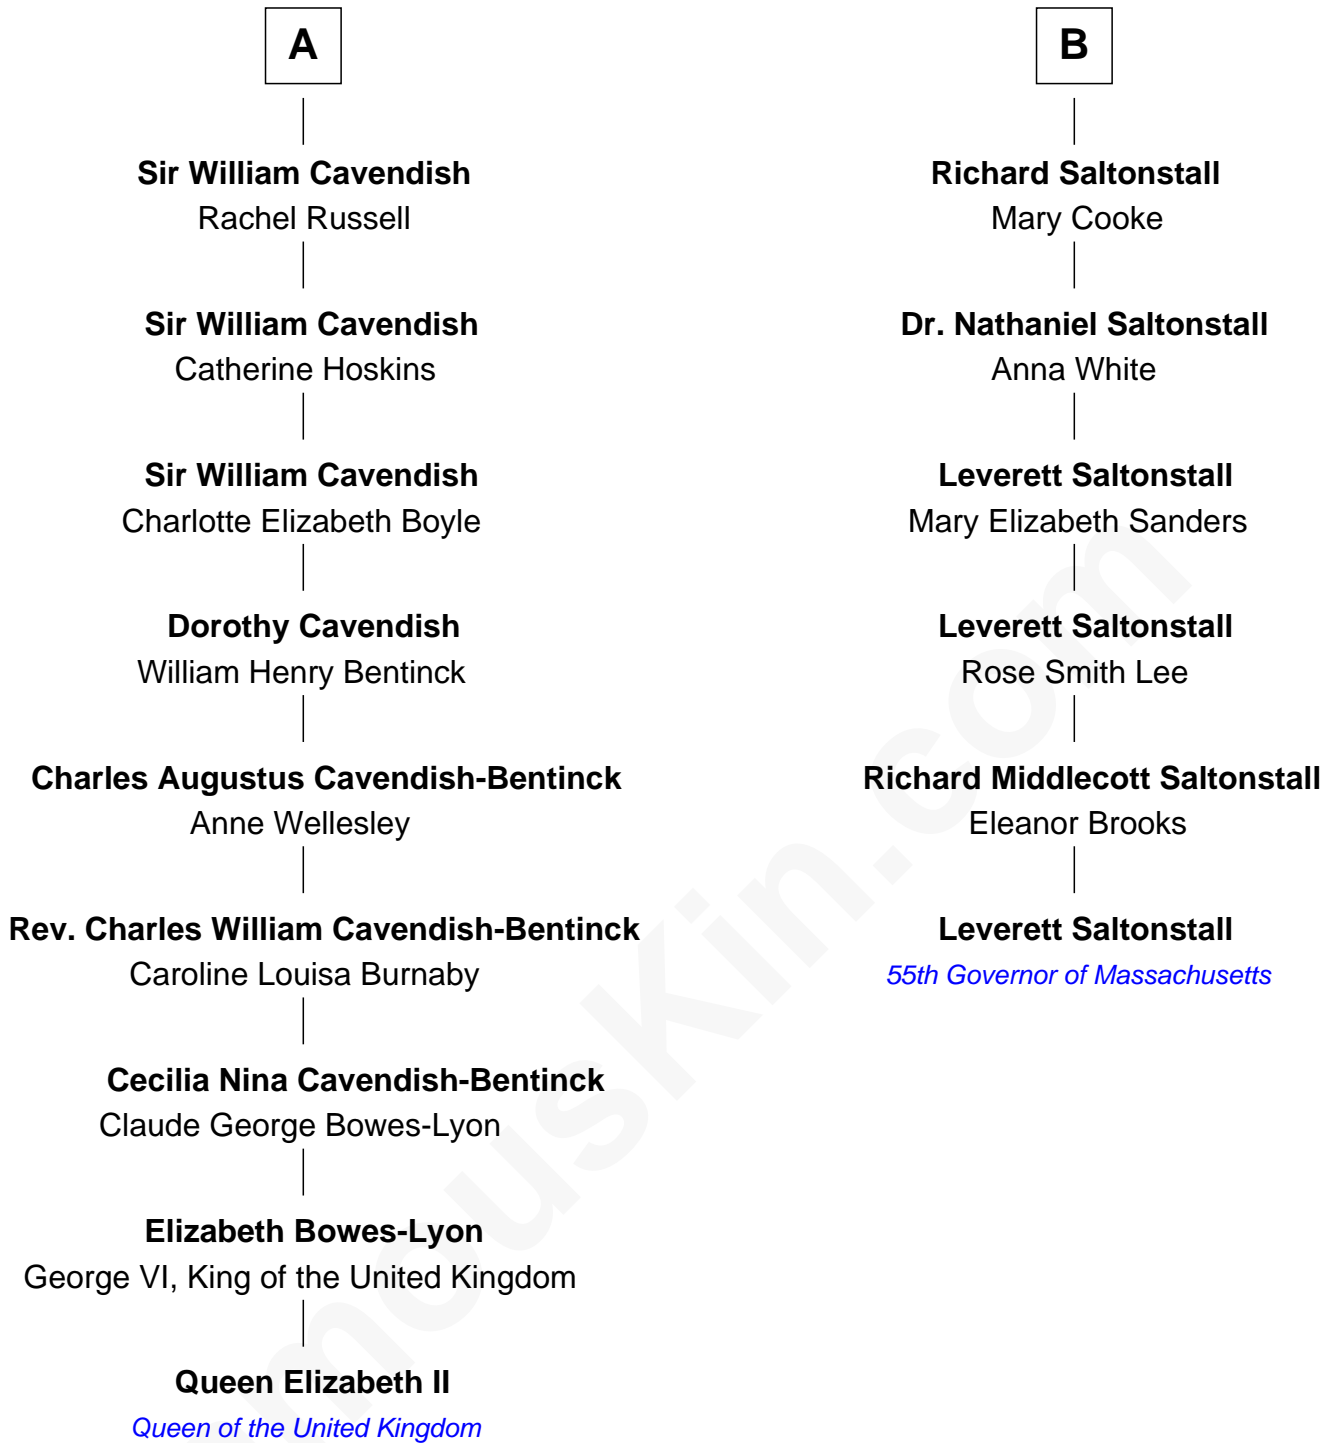 A
Sir William Cavendish
Rachel Russell
Sir William Cavendish
Catherine Hoskins
Sir William Cavendish
Charlotte Elizabeth Boyle
Dorothy Cavendish
William Henry Bentinck
Charles Augustus Cavendish-Bentinck
Anne Wellesley
Rev. Charles William Cavendish-Bentinck
Caroline Louisa Burnaby
Cecilia Nina Cavendish-Bentinck
Claude George Bowes-Lyon
Elizabeth Bowes-Lyon
George VI, King of the United Kingdom
Queen Elizabeth II
Queen of the United Kingdom
B
Richard Saltonstall
Mary Cooke
Dr. Nathaniel Saltonstall
Anna White
Leverett Saltonstall
Mary Elizabeth Sanders
Leverett Saltonstall
Rose Smith Lee
Richard Middlecott Saltonstall
Eleanor Brooks
Leverett Saltonstall
55th Governor of Massachusetts
mouskin.com